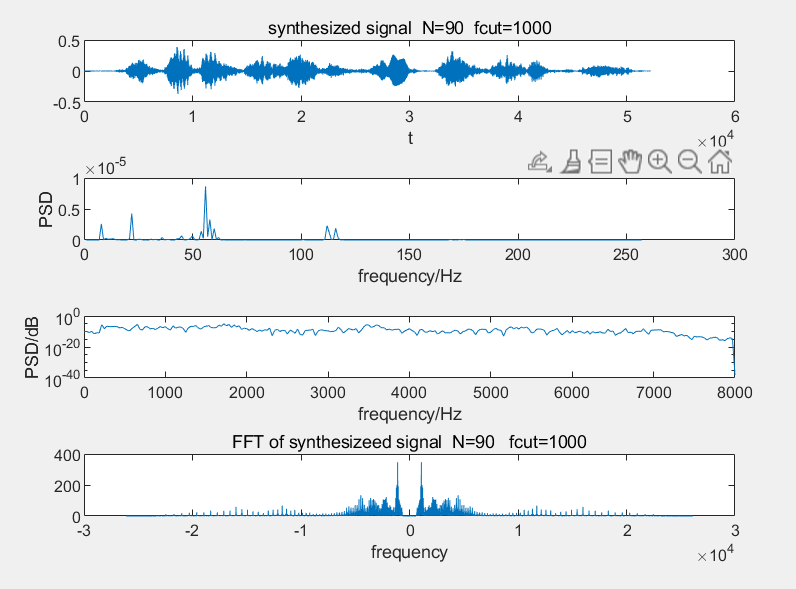 synthesized signal N=90 fcut=1000
0.5
0
-0.5
0 1 2 3 4 5 6
t
×10^4
×10^-5
1
0.5
0
PSD
0 50 100 150 200 250 300
frequency/Hz
10^0
10^-20
10^-40
PSD/dB
0 1000 2000 3000 4000 5000 6000 7000 8000
frequency/Hz
FFT of synthesizeed signal N=90 fcut=1000
400
200
0
-3 -2 -1 0 1 2 3
frequency
×10^4